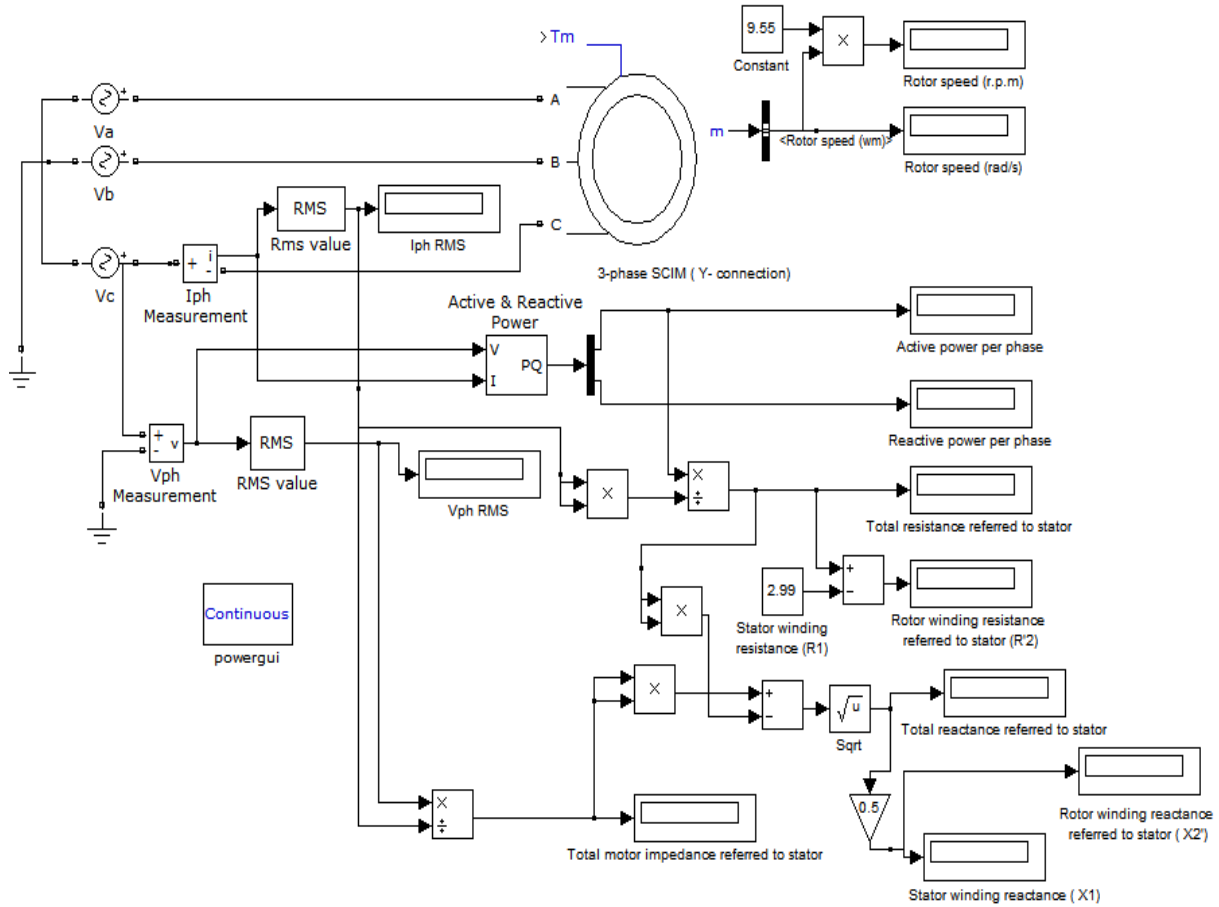 Tm
9.55
×
Constant
Rotor speed (r.p.m)
A
+
Va
m
<Rotor speed (wm)>
Rotor speed (rad/s)
B
+
Vb
RMS
Rms value
Iph RMS
C
+
Vc
+ i
-
Iph
Measurement
3-phase SCIM ( Y- connection)
Active & Reactive
Power
V
I
PQ
Active power per phase
Reactive power per phase
+
-
v
Vph
Measurement
RMS
RMS value
Vph RMS
×
×
÷
Total resistance referred to stator
Continuous
powergui
×
2.99
Stator winding
resistance (R1)
+
−
Rotor winding resistance
referred to stator (R'2)
×
+
−
√u
Sqrt
Total reactance referred to stator
×
÷
Total motor impedance referred to stator
0.5
Rotor winding reactance
referred to stator ( X2')
Stator winding reactance ( X1)